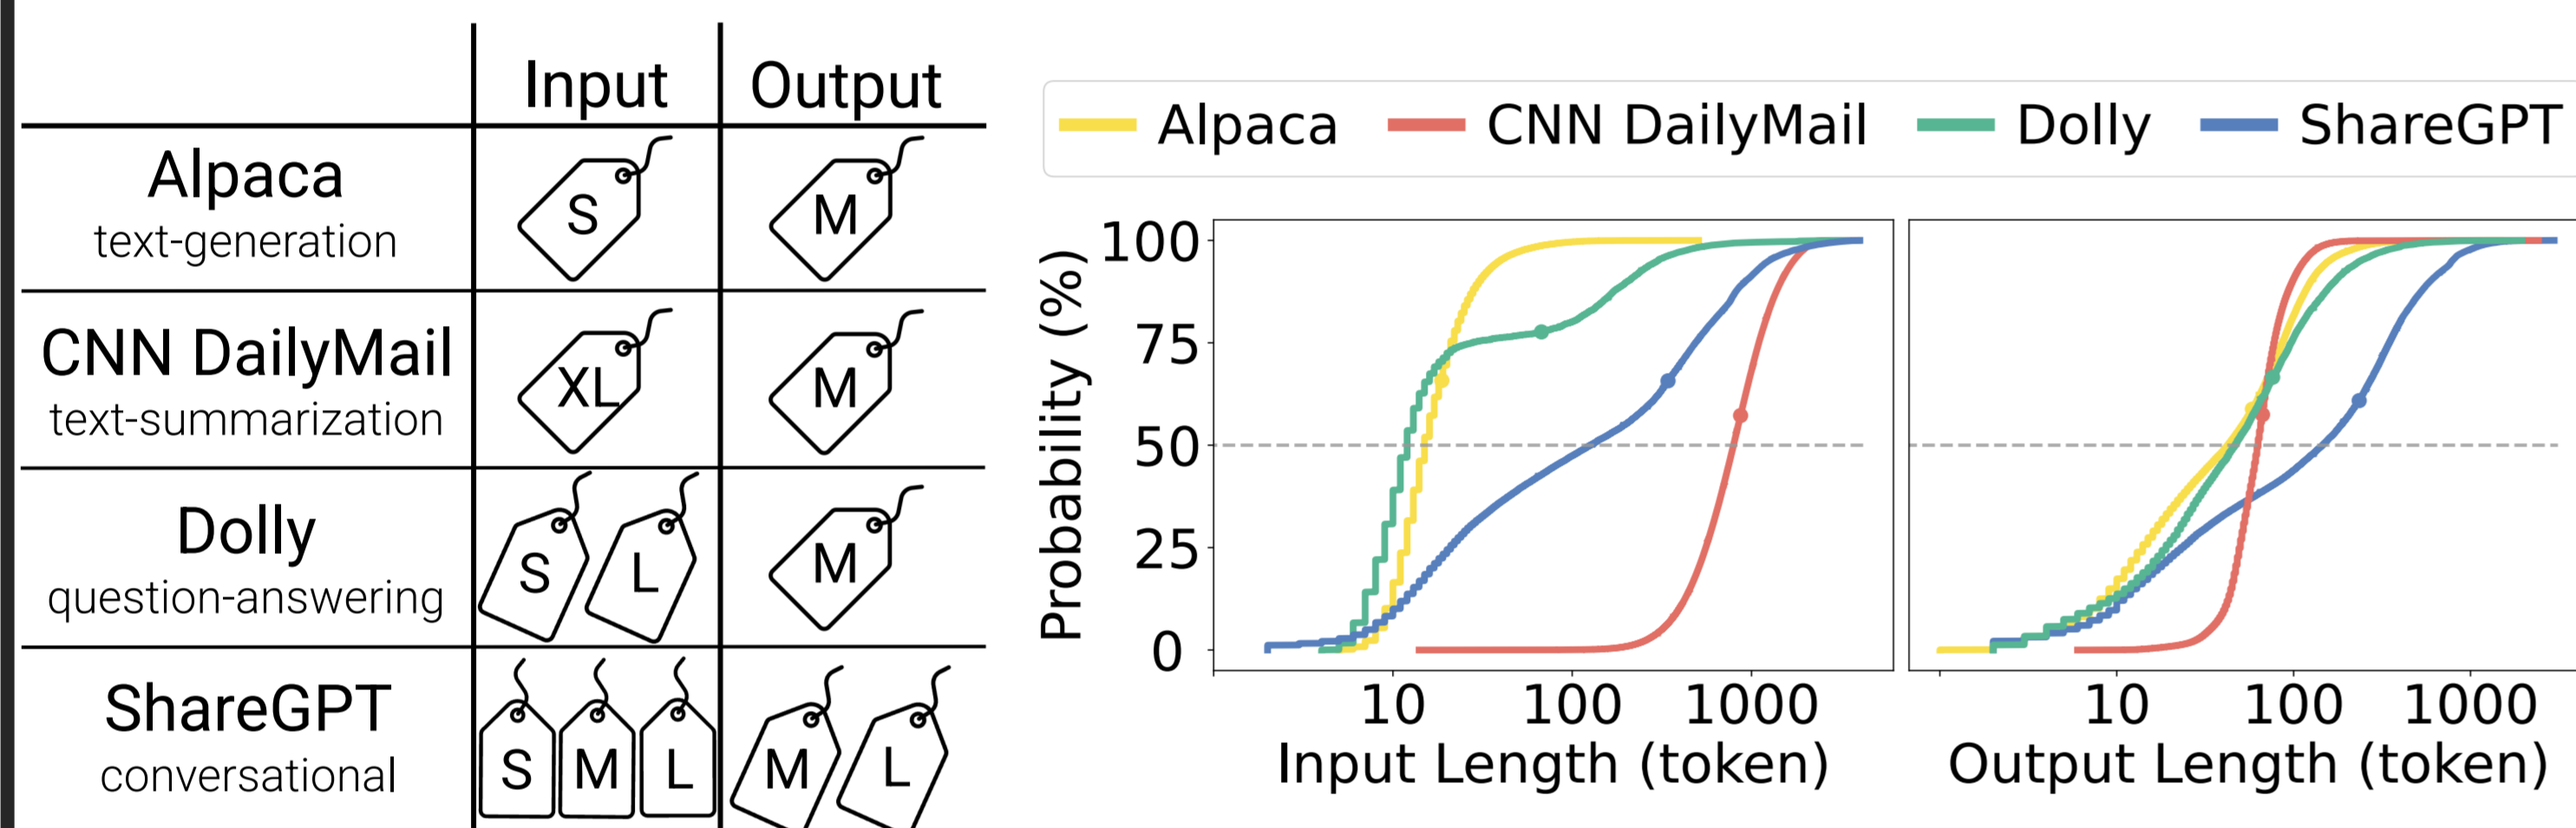 Input Output
Alpaca
text-generation
S M
CNN DailyMail
text-summarization
XL M
Dolly
question-answering
S L M
ShareGPT
conversational
S M L M L
Alpaca CNN DailyMail Dolly ShareGPT
Probability (%)
100
75
50
25
0
10 100 1000
Input Length (token)
10 100 1000
Output Length (token)